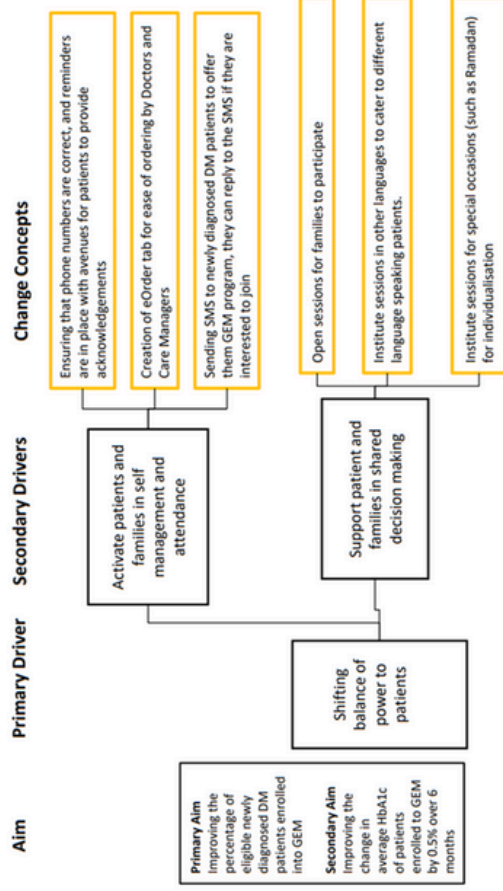 Aim
Primary Driver
Secondary Drivers
Change Concepts
Primary Aim
Improving the
percentage of
eligible newly
diagnosed DM
patients enrolled
into GEM
Secondary Aim
Improving the
change in
average HbA1c
of patients
enrolled to GEM
by 0.5% over 6
months
Shifting
balance of
power to
patients
Activate patients and
families in self
management and
attendance
Support patient and
families in shared
decision making
Ensuring that phone numbers are correct, and reminders
are in place with avenues for patients to provide
acknowledgements
Creation of eOrder tab for ease of ordering by Doctors and
Care Managers
Sending SMS to newly diagnosed DM patients to offer
them GEM program, they can reply to the SMS if they are
interested to join
Open sessions for families to participate
Institute sessions in other languages to cater to different
language speaking patients.
Institute sessions for special occasions (such as Ramadan)
for individualisation